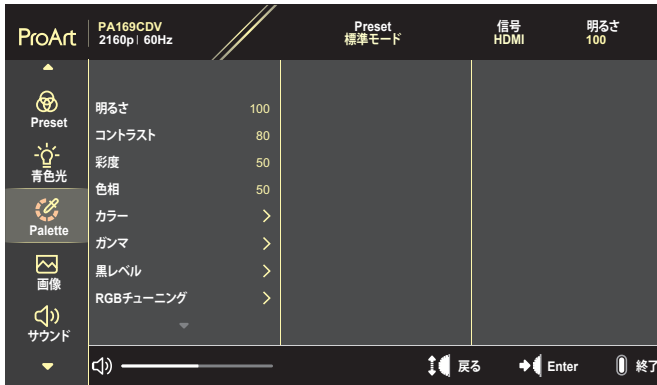 ProArt
PA169CDV
2160p | 60Hz
Preset
標準モード
信号
HDMI
明るさ
100
Preset
青色光
Palette
画像
サウンド
明るさ 100
コントラスト 80
彩度 50
色相 50
カラー
ガンマ
黒レベル
RGBチューニング
戻る
Enter
終了